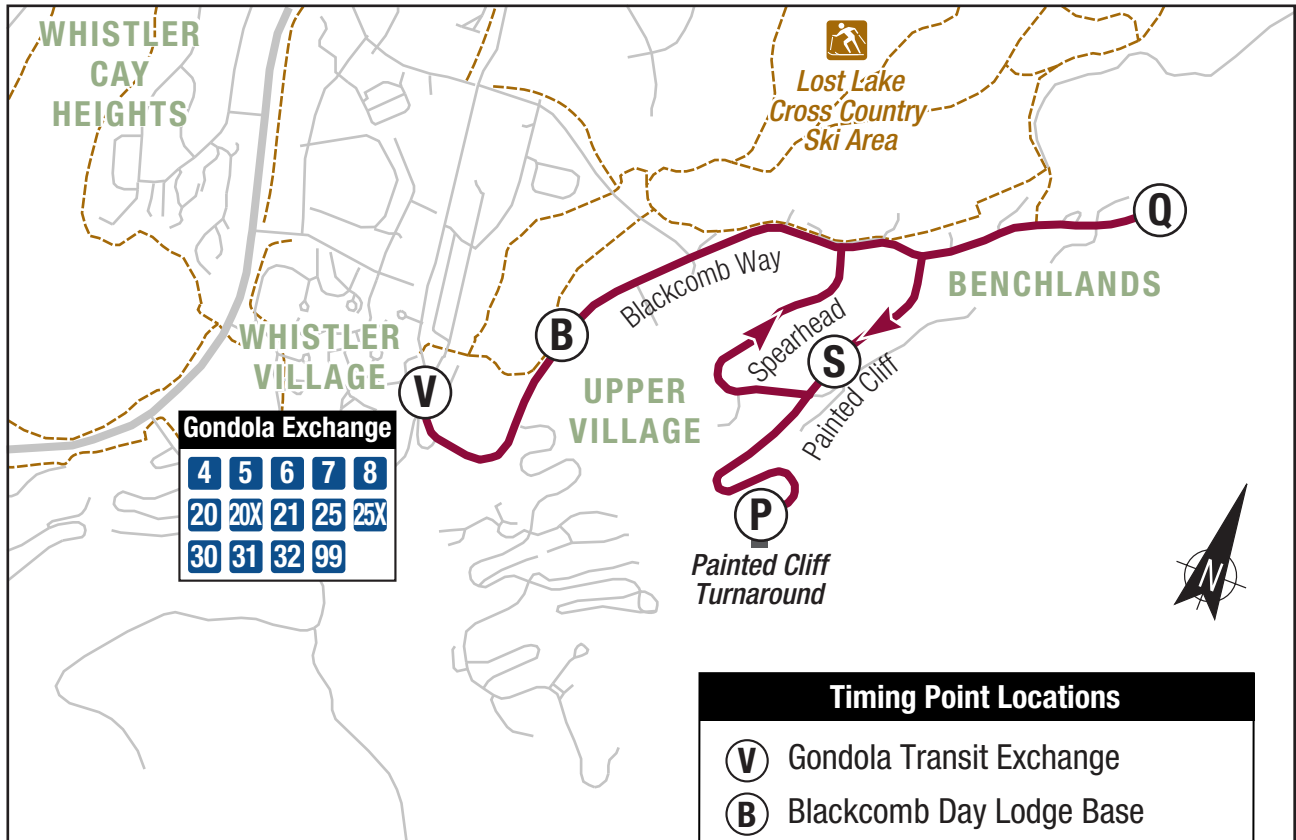 WHISTLER
CAY
HEIGHTS
Lost Lake
Cross Country
Ski Area
Q
BENCHLANDS
Blackcomb Way
B
Spearhead
S
Painted Cliff
WHISTLER
VILLAGE
V
UPPER
VILLAGE
Gondola Exchange
4 5 6 7 8
20 20X 21 25 25X
30 31 32 99
P
Painted Cliff
Turnaround
N
Timing Point Locations
V Gondola Transit Exchange
B Blackcomb Day Lodge Base